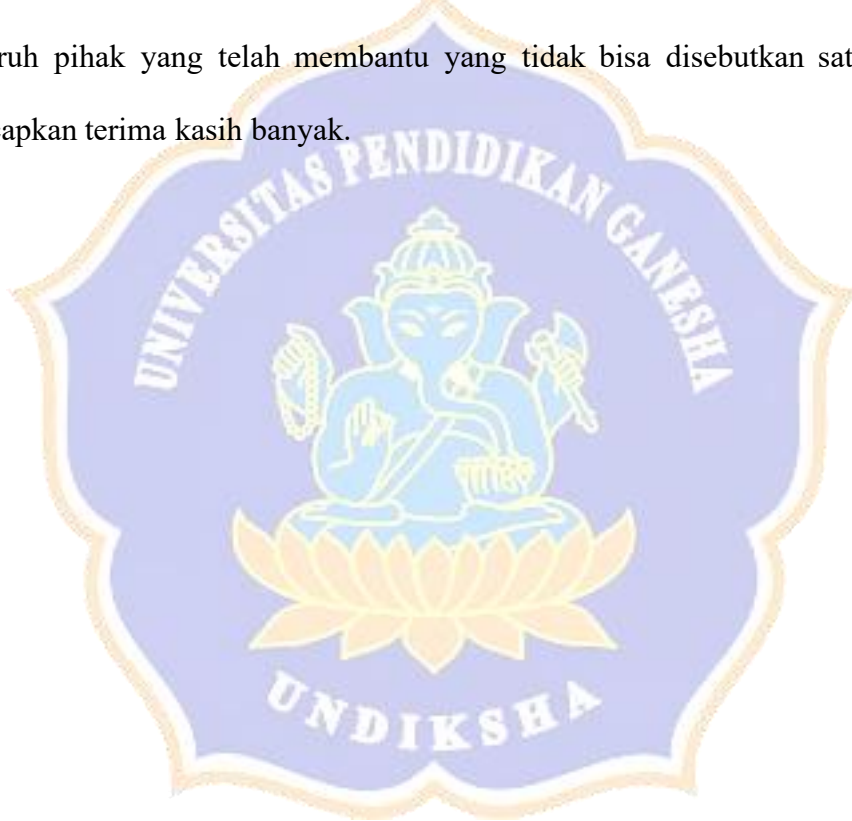 ruh pihak yang telah membantu yang tidak bisa disebutkan sat
apkan terima kasih banyak.
UNIVERSITAS PENDIDIKAN GANESHA
UNDIKSHA